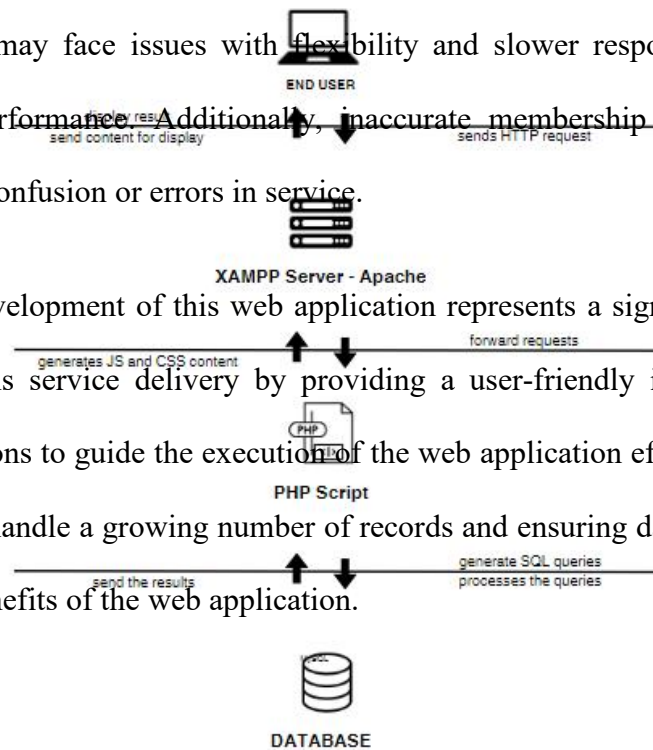 may face issues with flexibility and slower respo
END USER
display resu
rformance. Additionally, inaccurate membership
send content for display
sends HTTP request
onfusion or errors in service.
XAMPP Server - Apache
velopment of this web application represents a sign
forward requests
generates JS and CSS content
is service delivery by providing a user-friendly i
PHP
ons to guide the execution of the web application ef
PHP Script
handle a growing number of records and ensuring d
generate SQL queries
send the results
processes the queries
nefits of the web application.
DATABASE